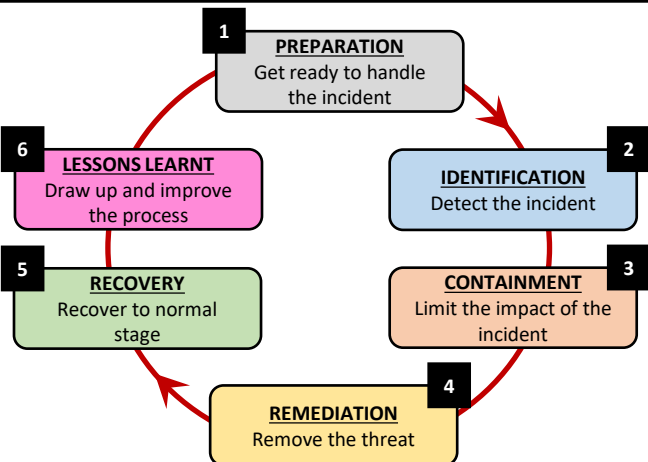 1
PREPARATION
Get ready to handle
the incident
2
IDENTIFICATION
Detect the incident
3
CONTAINMENT
Limit the impact of the
incident
4
REMEDIATION
Remove the threat
5
RECOVERY
Recover to normal
stage
6
LESSONS LEARNT
Draw up and improve
the process